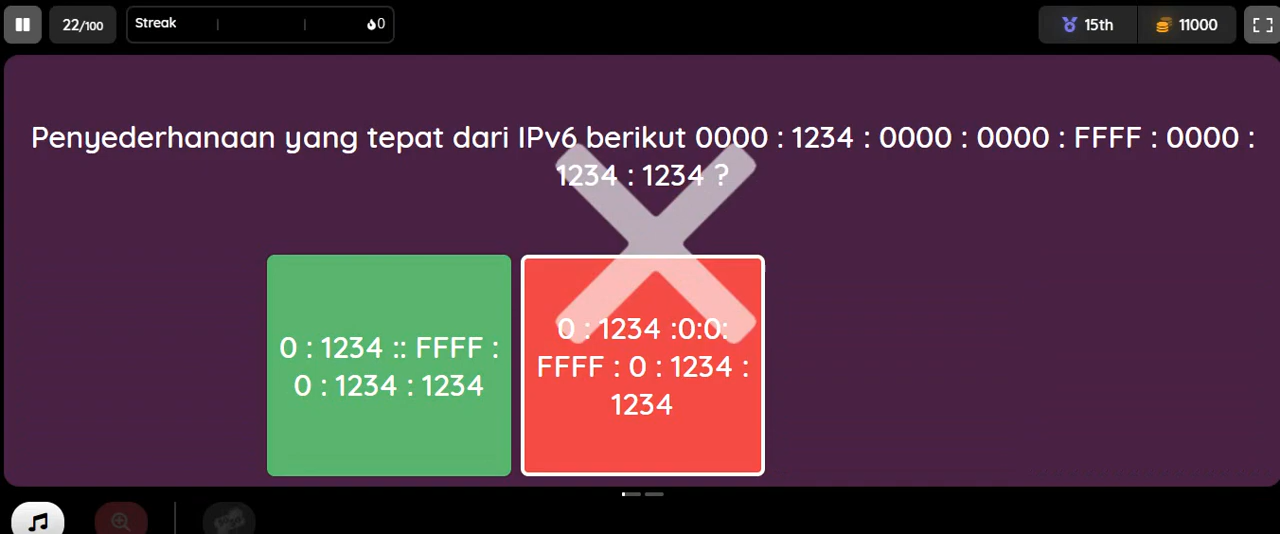 22/100
Streak
0
15th
11000
Penyederhanaan yang tepat dari IPv6 berikut 0000 : 1234 : 0000 : 0000 : FFFF : 0000 :
1234 : 1234 ?
0 : 1234 :: FFFF :
0 : 1234 : 1234
0 : 1234 :0:0:
FFFF : 0 : 1234 :
1234